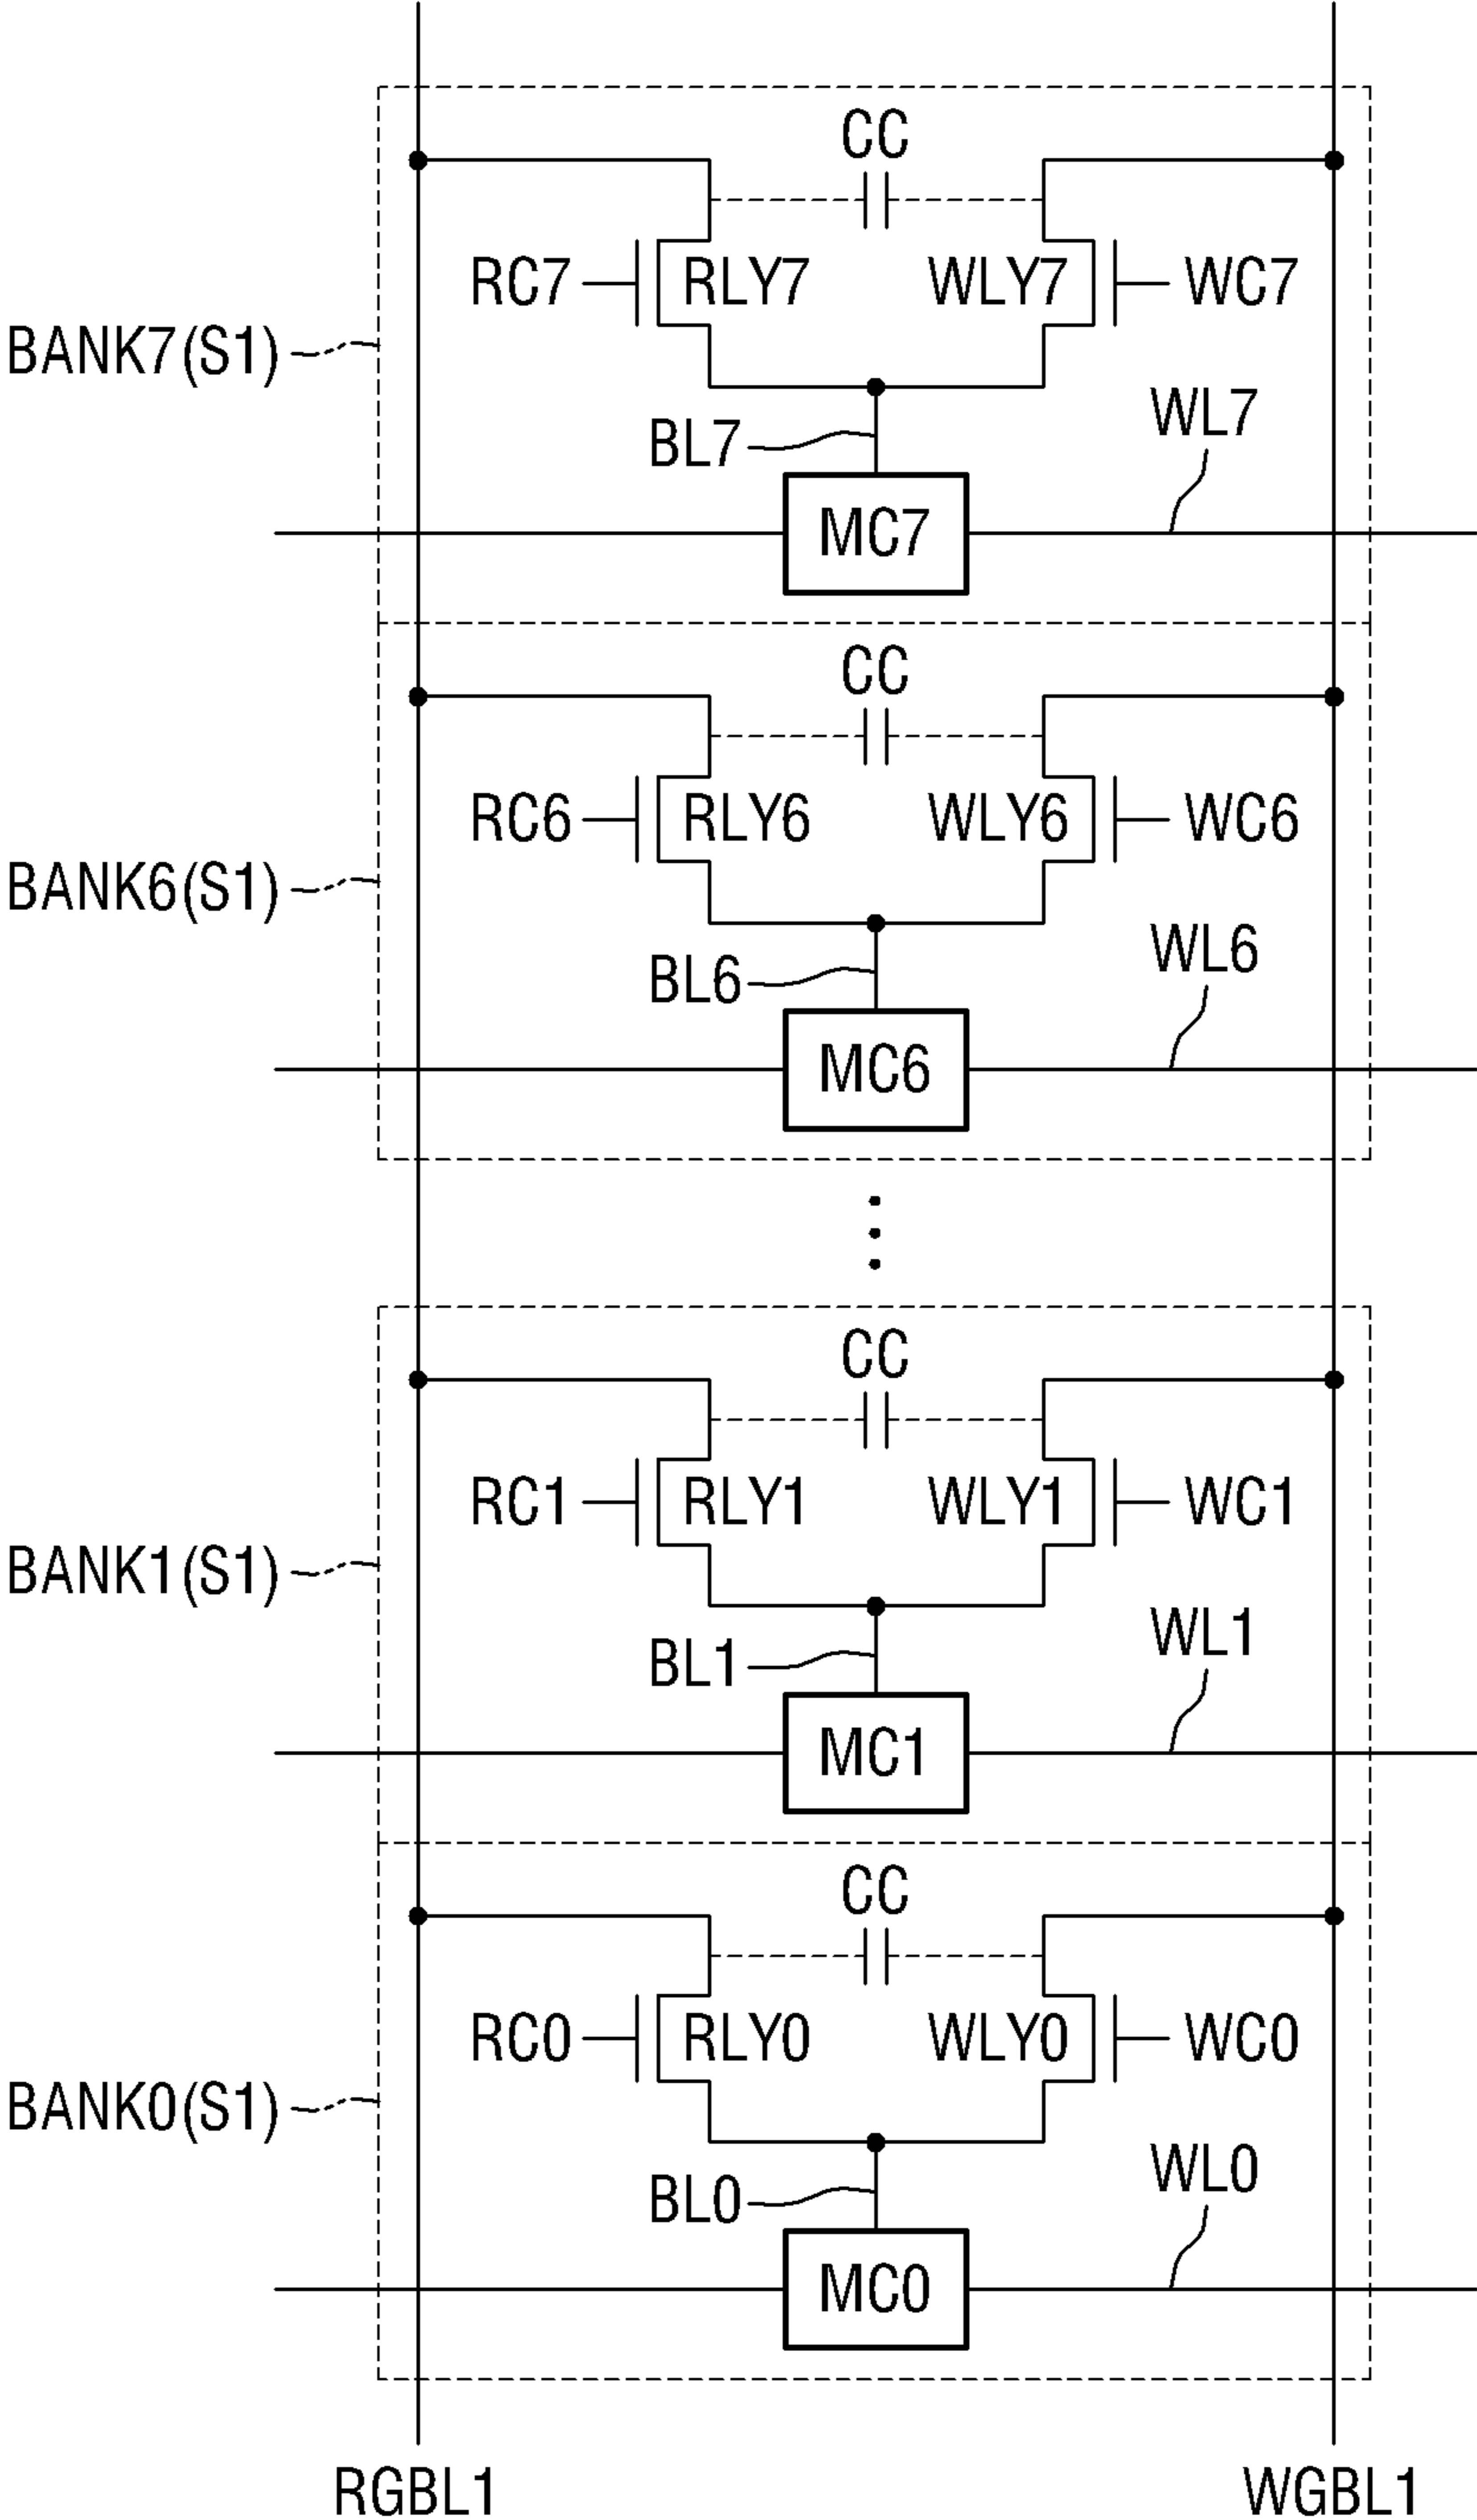 CC
RC7 RLY7 WLY7 WC7
BANK7(S1)
WL7
BL7
MC7
CC
RC6 RLY6 WLY6 WC6
BANK6(S1)
WL6
BL6
MC6
CC
RC1 RLY1 WLY1 WC1
BANK1(S1)
WL1
BL1
MC1
CC
RC0 RLY0 WLY0 WC0
BANK0(S1)
WL0
BL0
MC0
RGBL1 WGBL1